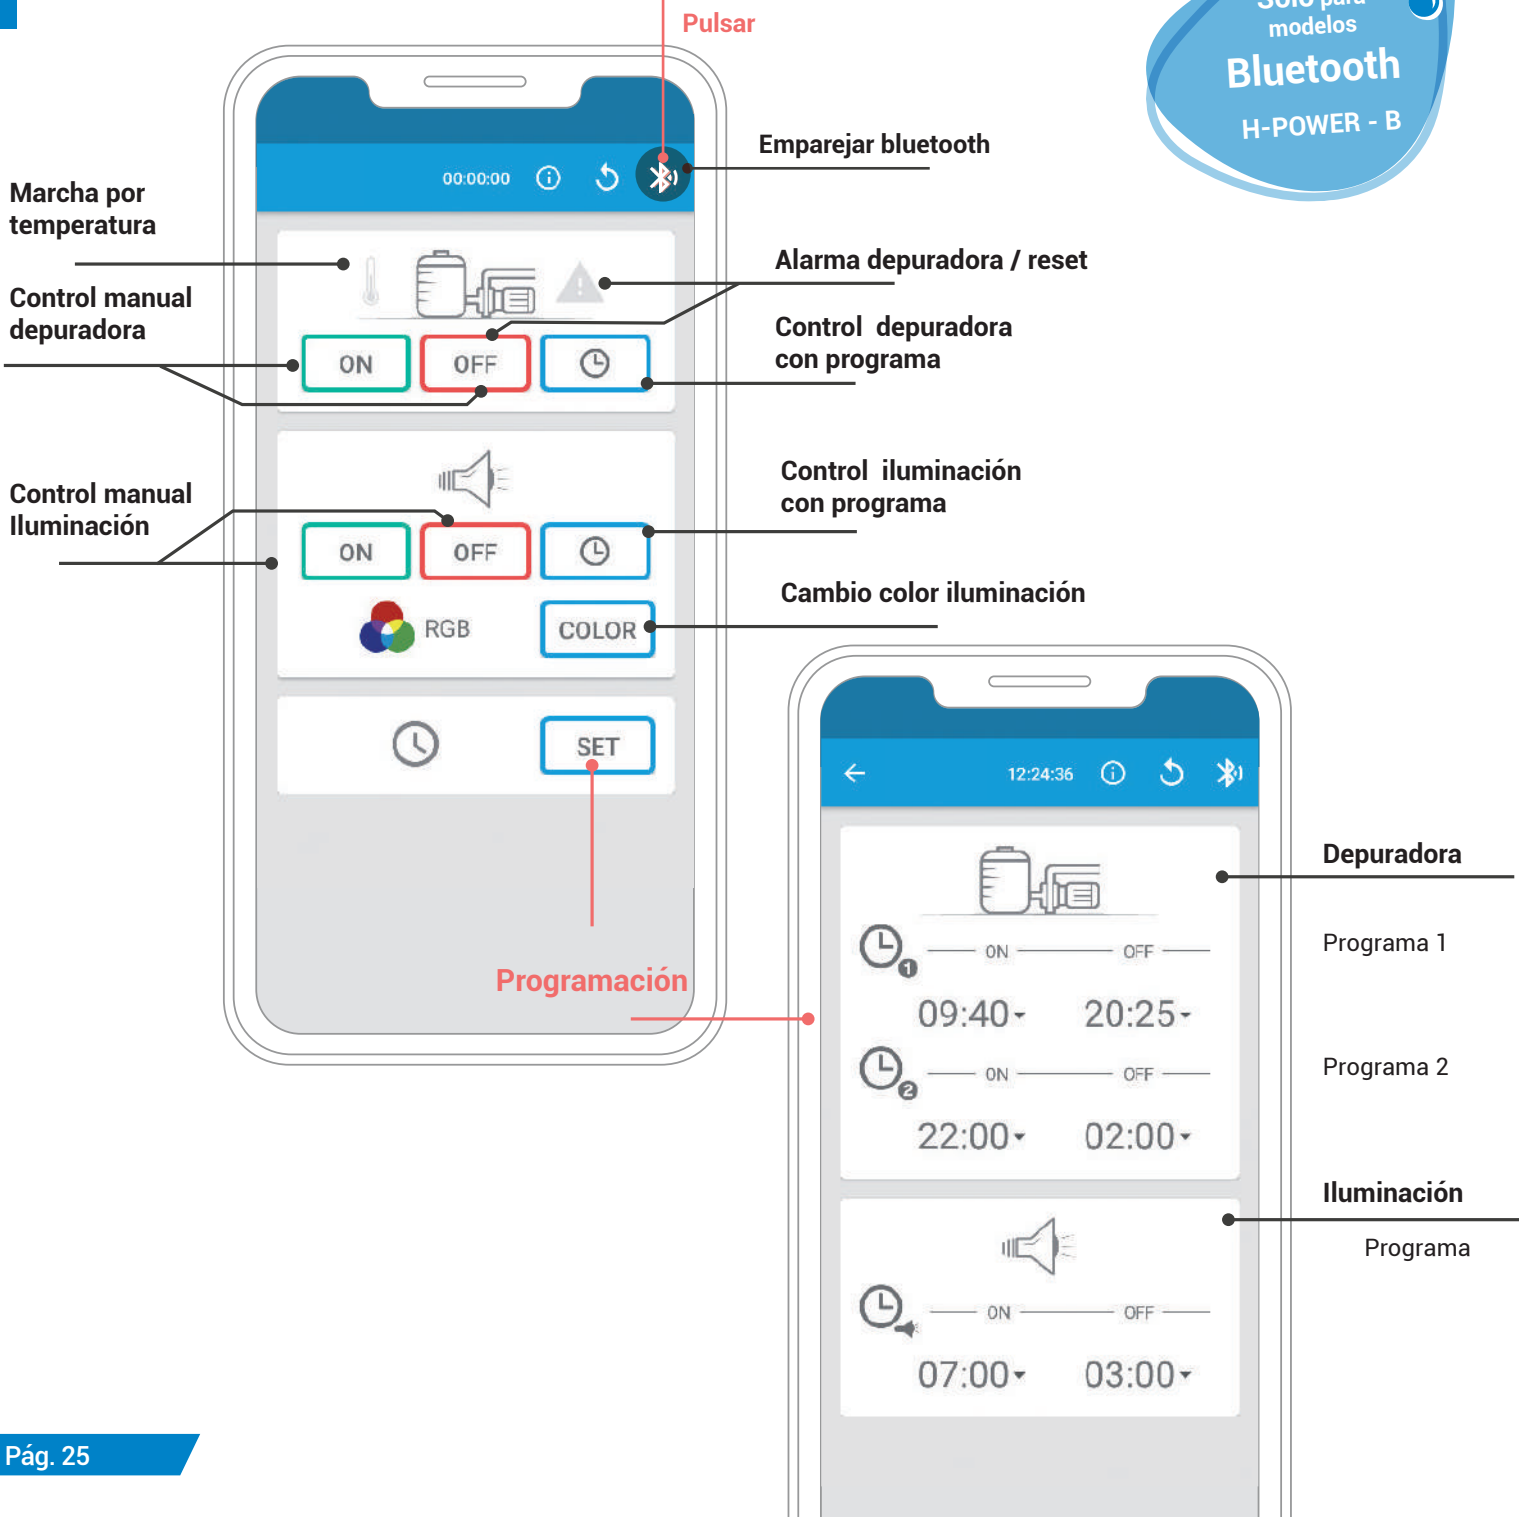 Pulsar
Solo para
modelos
Bluetooth
H-POWER - B
Emparejar bluetooth
00:00:00
Marcha por
temperatura
Alarma depuradora / reset
Control manual
depuradora
Control depuradora
con programa
ON
OFF
Control iluminación
con programa
Control manual
Iluminación
ON
OFF
Cambio color iluminación
RGB
COLOR
SET
Programación
12:24:36
Depuradora
ON
OFF
Programa 1
1
09:40
20:25
ON
OFF
Programa 2
2
22:00
02:00
Iluminación
Programa
ON
OFF
07:00
03:00
Pág. 25